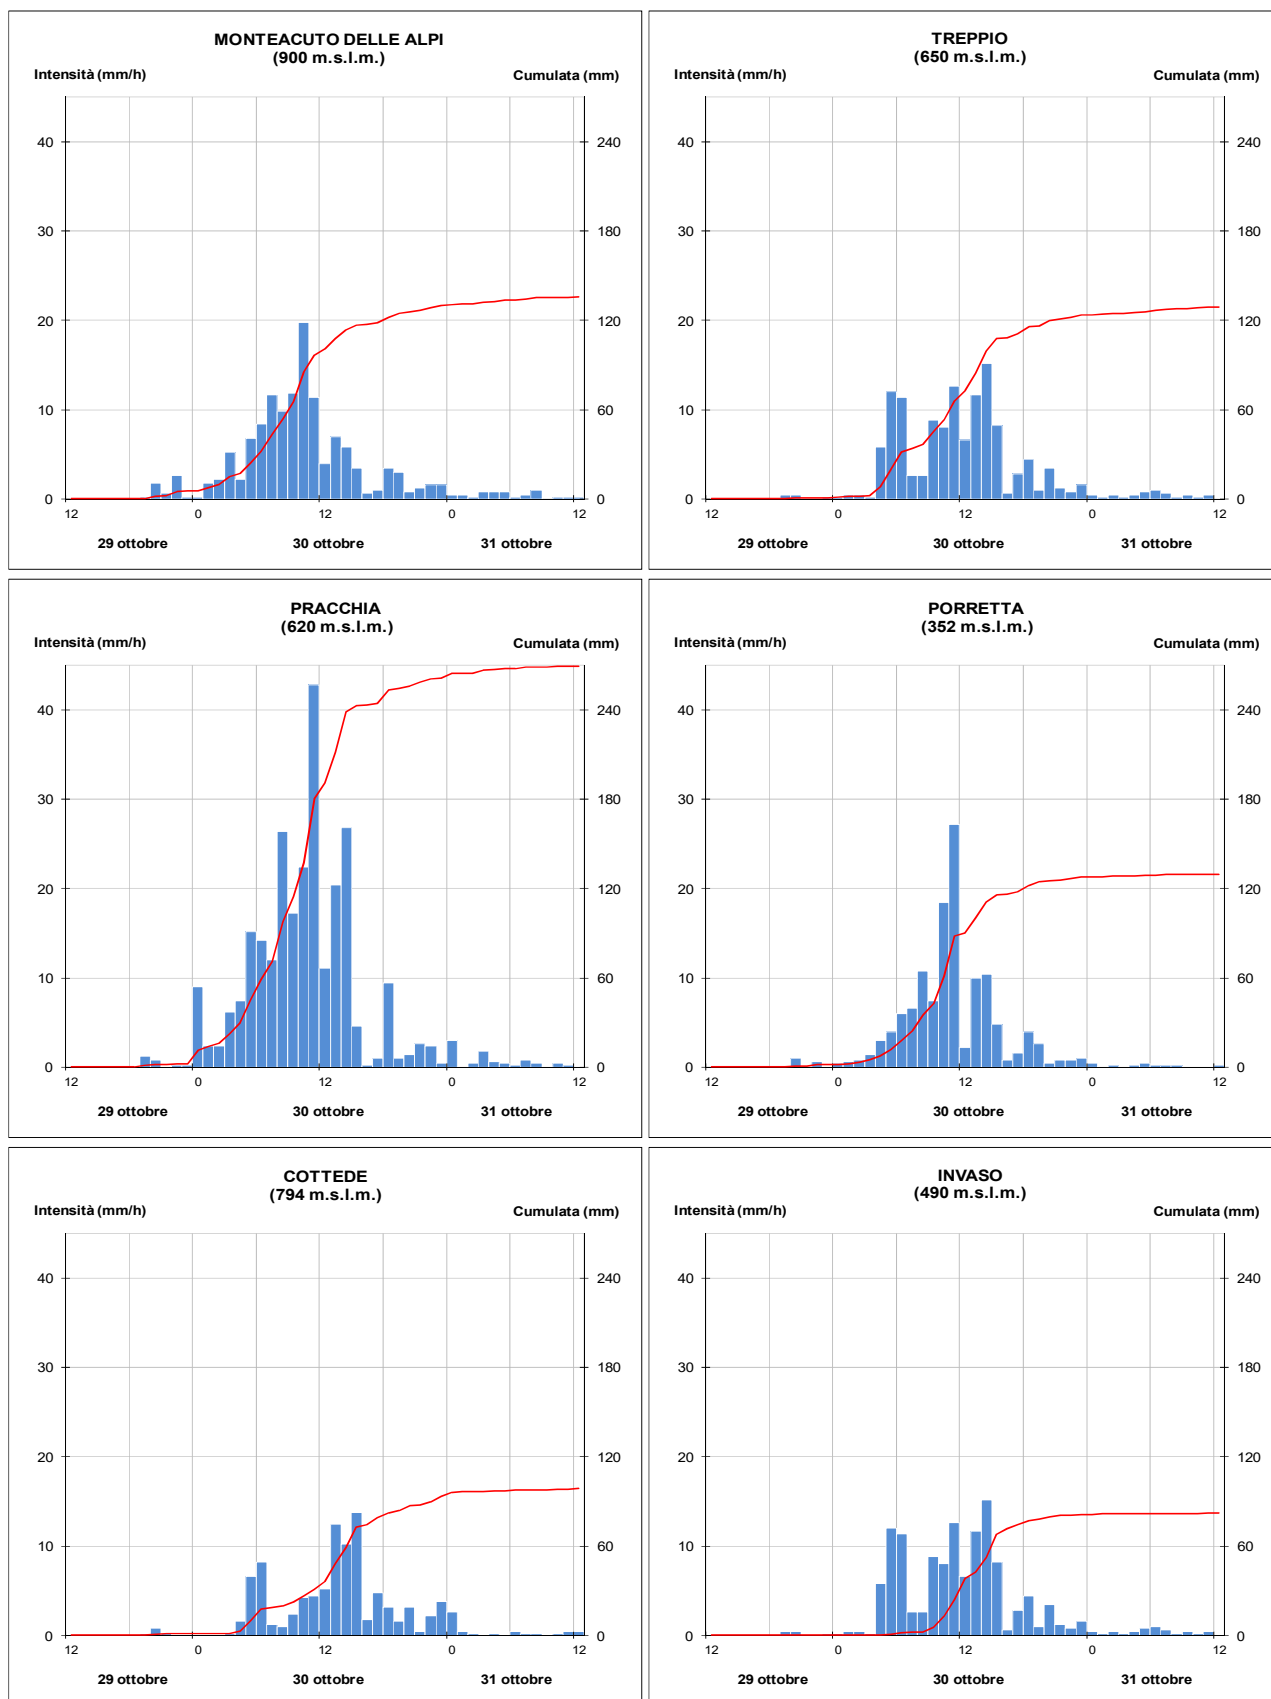 MONTEACUTO DELLE ALPI
(900 m.s.l.m.)
Intensità (mm/h) Cumulata (mm)
40 240
30 180
20 120
10 60
0 0
12 0 12 0 12
29 ottobre 30 ottobre 31 ottobre
TREPPIO
(650 m.s.l.m.)
Intensità (mm/h) Cumulata (mm)
40 240
30 180
20 120
10 60
0 0
12 0 12 0 12
29 ottobre 30 ottobre 31 ottobre
PRACCHIA
(620 m.s.l.m.)
Intensità (mm/h) Cumulata (mm)
40 240
30 180
20 120
10 60
0 0
12 0 12 0 12
29 ottobre 30 ottobre 31 ottobre
PORRETTA
(352 m.s.l.m.)
Intensità (mm/h) Cumulata (mm)
40 240
30 180
20 120
10 60
0 0
12 0 12 0 12
29 ottobre 30 ottobre 31 ottobre
COTTEDE
(794 m.s.l.m.)
Intensità (mm/h) Cumulata (mm)
40 240
30 180
20 120
10 60
0 0
12 0 12 0 12
29 ottobre 30 ottobre 31 ottobre
INVASO
(490 m.s.l.m.)
Intensità (mm/h) Cumulata (mm)
40 240
30 180
20 120
10 60
0 0
12 0 12 0 12
29 ottobre 30 ottobre 31 ottobre